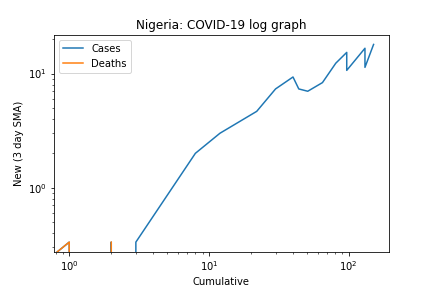 Nigeria: COVID-19 log graph
Cases
Deaths
New (3 day SMA)
10¹
10⁰
10⁰ 10¹ 10²
Cumulative